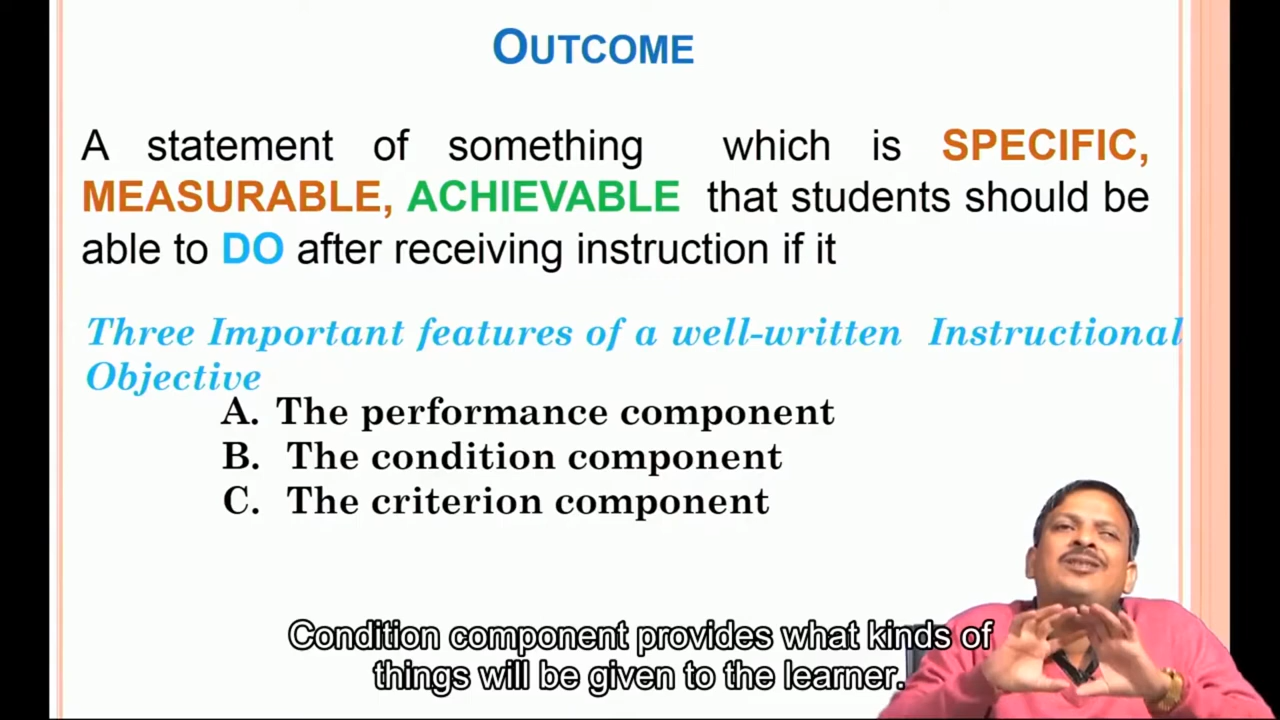 OUTCOME
A statement of something which is SPECIFIC,
MEASURABLE, ACHIEVABLE that students should be
able to DO after receiving instruction if it
Three Important features of a well-written Instructional
Objective
A. The performance component
B. The condition component
C. The criterion component
Condition component provides what kinds of
things will be given to the learner.